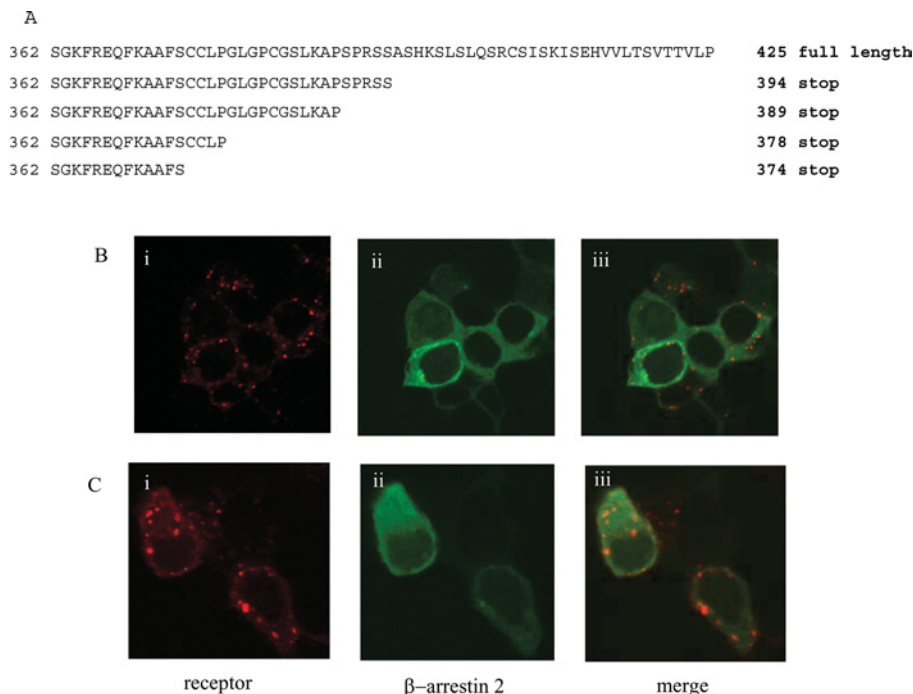 A
362 SGKFREQFKAAFSCCLPGLGPCGSLKAPSPRSSASHKSLSLQSRCSISKISEHVVLTSVTTVLP 425 full length
362 SGKFREQFKAAFSCCLPGLGPCGSLKAPSPRSS 394 stop
362 SGKFREQFKAAFSCCLPGLGPCGSLKAP 389 stop
362 SGKFREQFKAAFSCCLP 378 stop
362 SGKFREQFKAAFS 374 stop
B i ii iii
C i ii iii
receptor β-arrestin 2 merge